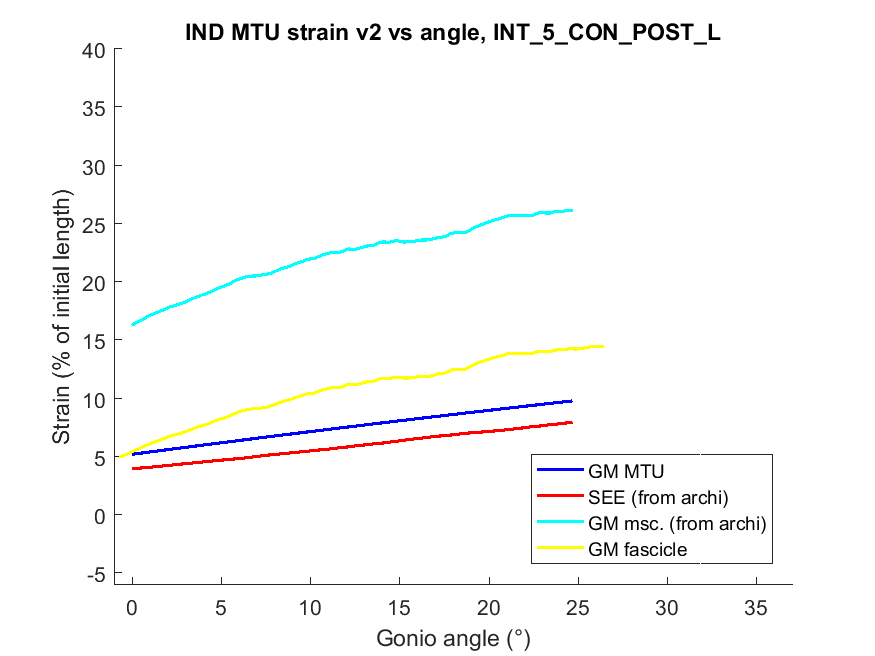 IND MTU strain v2 vs angle, INT_5_CON_POST_L
40
35
30
25
20
15
10
5
0
-5
Strain (% of initial length)
0 5 10 15 20 25 30 35
Gonio angle (°)
GM MTU
SEE (from archi)
GM msc. (from archi)
GM fascicle